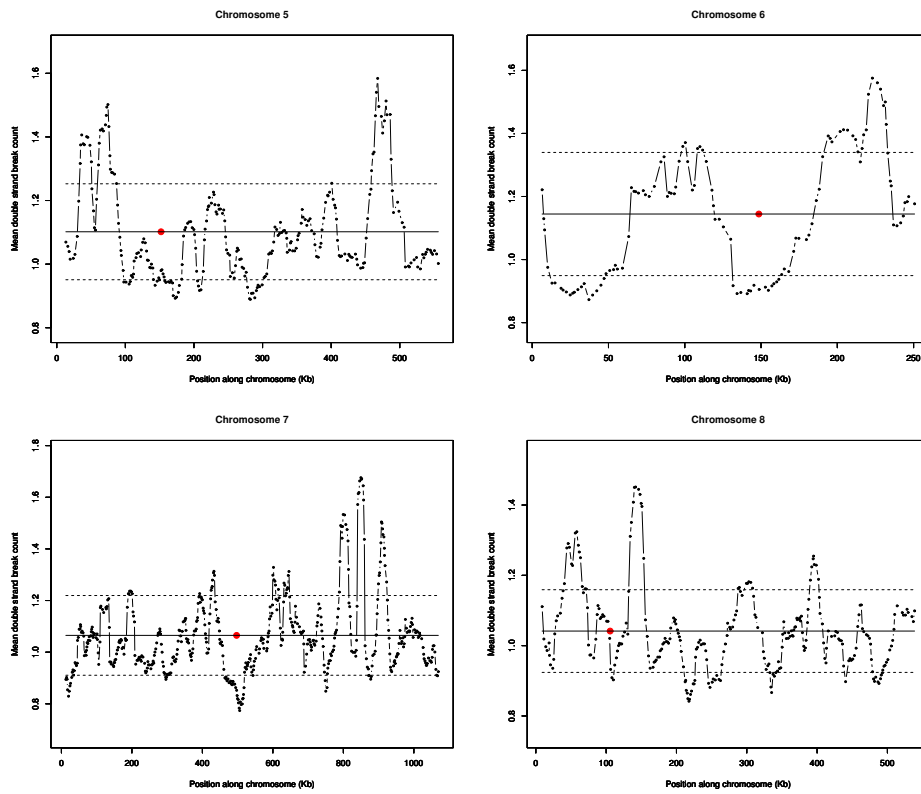 Chromosome 5
Mean double strand break count
0.8 1.0 1.2 1.4 1.6
0 100 200 300 400 500
Position along chromosome (Kb)
Chromosome 6
Mean double strand break count
0.8 1.0 1.2 1.4 1.6
0 50 100 150 200 250
Position along chromosome (Kb)
Chromosome 7
Mean double strand break count
0.8 1.0 1.2 1.4 1.6 1.8
0 200 400 600 800 1000
Position along chromosome (Kb)
Chromosome 8
Mean double strand break count
0.8 1.0 1.2 1.4
0 100 200 300 400 500
Position along chromosome (Kb)